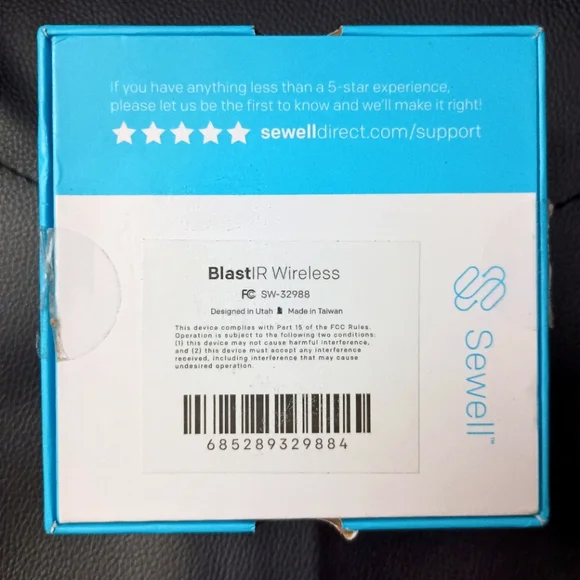 If you have anything less than a 5-star experience,
please let us be the first to know and we'll make it right!
sewelldirect.com/support
BlastIR Wireless
FC SW-32988
Designed in Utah Made in Taiwan
This device complies with Part 15 of the FCC Rules.
Operation is subject to the following two conditions:
(1) this device may not cause harmful interference,
and (2) this device must accept any interference
received, including interference that may cause
undesired operation.
685289329884
Sewell™